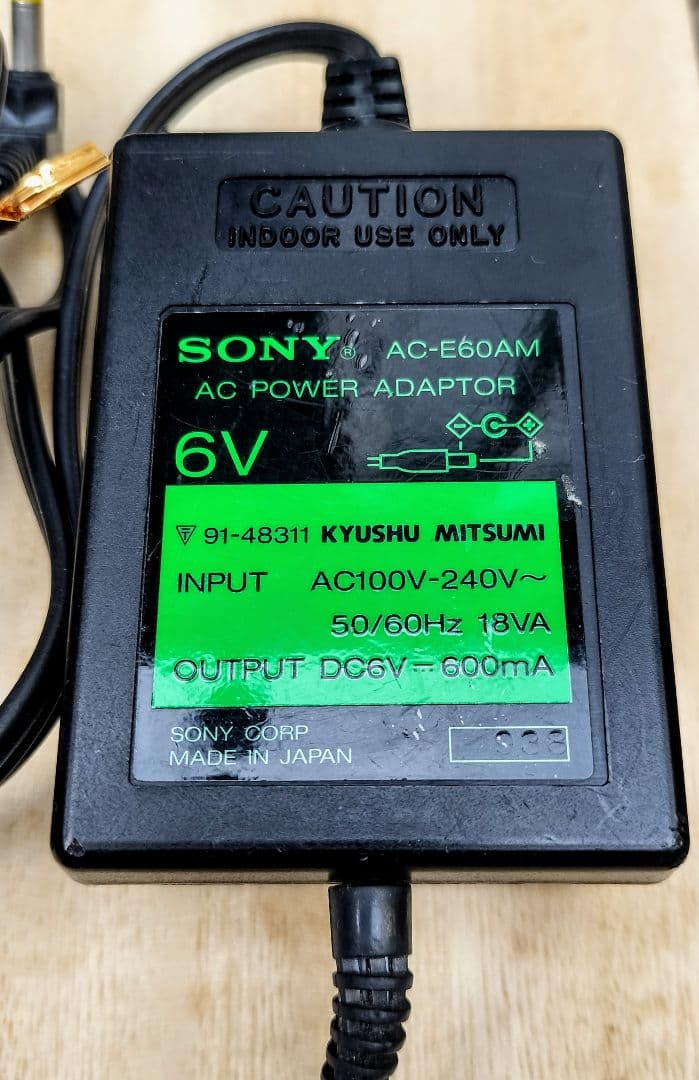 CAUTION
INDOOR USE ONLY
SONY® AC-E60AM
AC POWER ADAPTOR
6V
91-48311 KYUSHU MITSUMI
INPUT AC100V-240V~
50/60Hz 18VA
OUTPUT DC6V⎓600mA
SONY CORP
MADE IN JAPAN